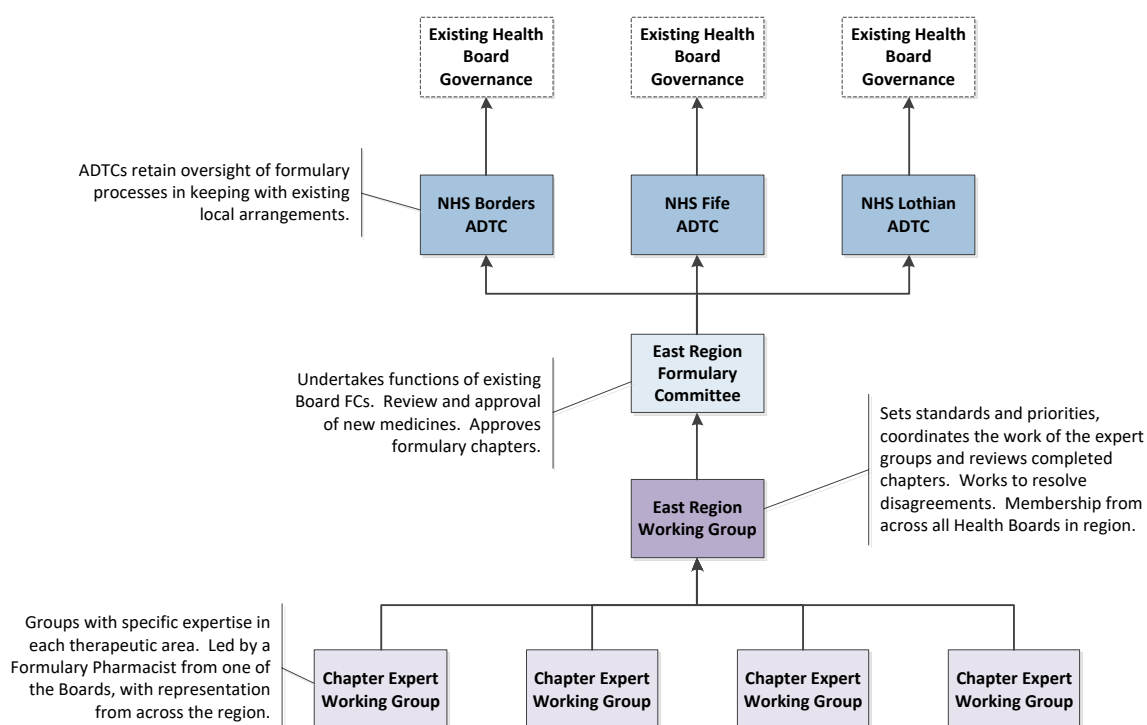 Existing Health
Board
Governance
Existing Health
Board
Governance
Existing Health
Board
Governance
ADTCs retain oversight of formulary
processes in keeping with existing
local arrangements.
NHS Borders
ADTC
NHS Fife
ADTC
NHS Lothian
ADTC
East Region
Formulary
Committee
Undertakes functions of existing
Board FCs.  Review and approval
of new medicines.  Approves
formulary chapters.
Sets standards and priorities,
coordinates the work of the expert
groups and reviews completed
chapters.  Works to resolve
disagreements.  Membership from
across all Health Boards in region.
East Region
Working Group
Groups with specific expertise in
each therapeutic area.  Led by a
Formulary Pharmacist from one of
the Boards, with representation
from across the region.
Chapter Expert
Working Group
Chapter Expert
Working Group
Chapter Expert
Working Group
Chapter Expert
Working Group